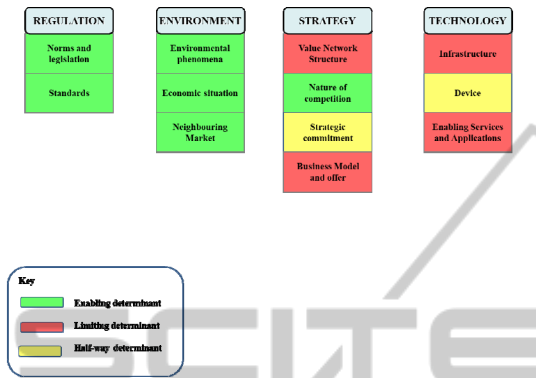 REGULATION
Norms and
legislation
Standards
ENVIRONMENT
Environmental
phenomena
Economic situation
Neighbouring
Market
STRATEGY
Value Network
Structure
Nature of
competition
Strategic
commitment
Business Model
and offer
TECHNOLOGY
Infrastructure
Device
Enabling Services
and Applications
Key
Enabling determinant
Limiting determinant
Half-way determinant
SCITE